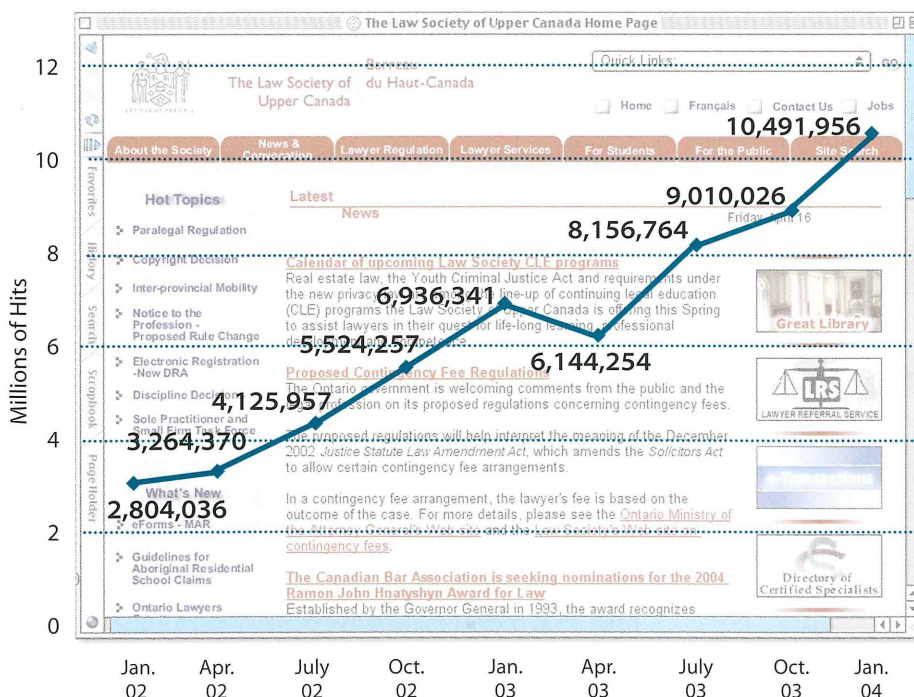 The Law Society of Upper Canada Home Page
Millions of Hits
12
10
8
6
4
2
0
Barreau
The Law Society of du Haut-Canada
Upper Canada
Quick Links:
GO
Home Français Contact Us Jobs
About the Society
News &
Convocation
Lawyer Regulation
Lawyer Services
For Students
For the Public
Site Search
Favorites
History
Search
Scrapbook
Page Holder
Hot Topics
Paralegal Regulation
Copyright Decision
Inter-provincial Mobility
Notice to the
Profession -
Proposed Rule Change
Electronic Registration
-New DRA
Discipline Decisions
Sole Practitioner and
Small Firm Task Force
What's New
eForms - MAR
Guidelines for
Aboriginal Residential
School Claims
Ontario Lawyers
Latest
News
Friday, April 16
Calendar of upcoming Law Society CLE programs
Real estate law, the Youth Criminal Justice Act and requirements under
the new privacy line-up of continuing legal education
(CLE) programs the Law Society of Upper Canada is offering this Spring
to assist lawyers in their quest for life-long learning, professional
competence.
Proposed Contingency Fee Regulations
The Ontario government is welcoming comments from the public and the
legal profession on its proposed regulations concerning contingency fees.
The proposed regulations will help interpret the meaning of the December
2002 Justice Statute Law Amendment Act, which amends the Solicitors Act
to allow certain contingency fee arrangements.
In a contingency fee arrangement, the lawyer's fee is based on the
outcome of the case. For more details, please see the Ontario Ministry of
the Attorney General's Web site and the Law Society's Web site on
contingency fees.
The Canadian Bar Association is seeking nominations for the 2004
Ramon John Hnatyshyn Award for Law
Established by the Governor General in 1993, the award recognizes
Great Library
LRS
LAWYER REFERRAL SERVICE
e-Transactions
Directory of
Certified Specialists
2,804,036
3,264,370
4,125,957
5,524,257
6,936,341
6,144,254
8,156,764
9,010,026
10,491,956
Jan. Apr. July Oct. Jan. Apr. July Oct. Jan.
02 02 02 02 03 03 03 03 04